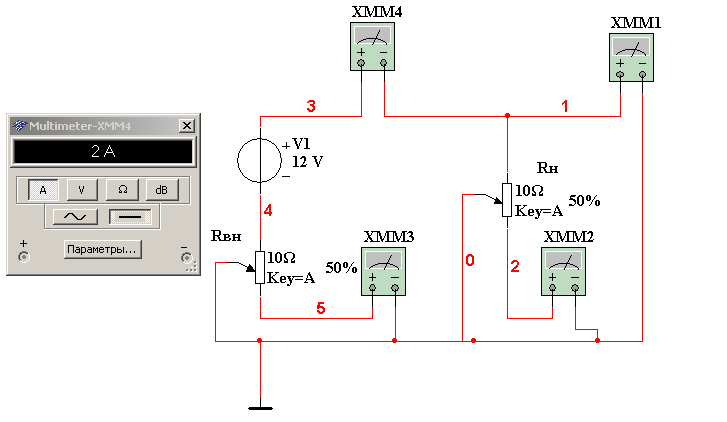 XMM4
XMM1
+ −
+ −
3
1
Multimeter-XMM4
2 A
A V Ω dB
Параметры...
+
−
+ V1
12 V
−
4
Rн
10Ω
Key=A
50%
Rвн
10Ω
Key=A
50%
XMM3
+ −
XMM2
+ −
0
2
5